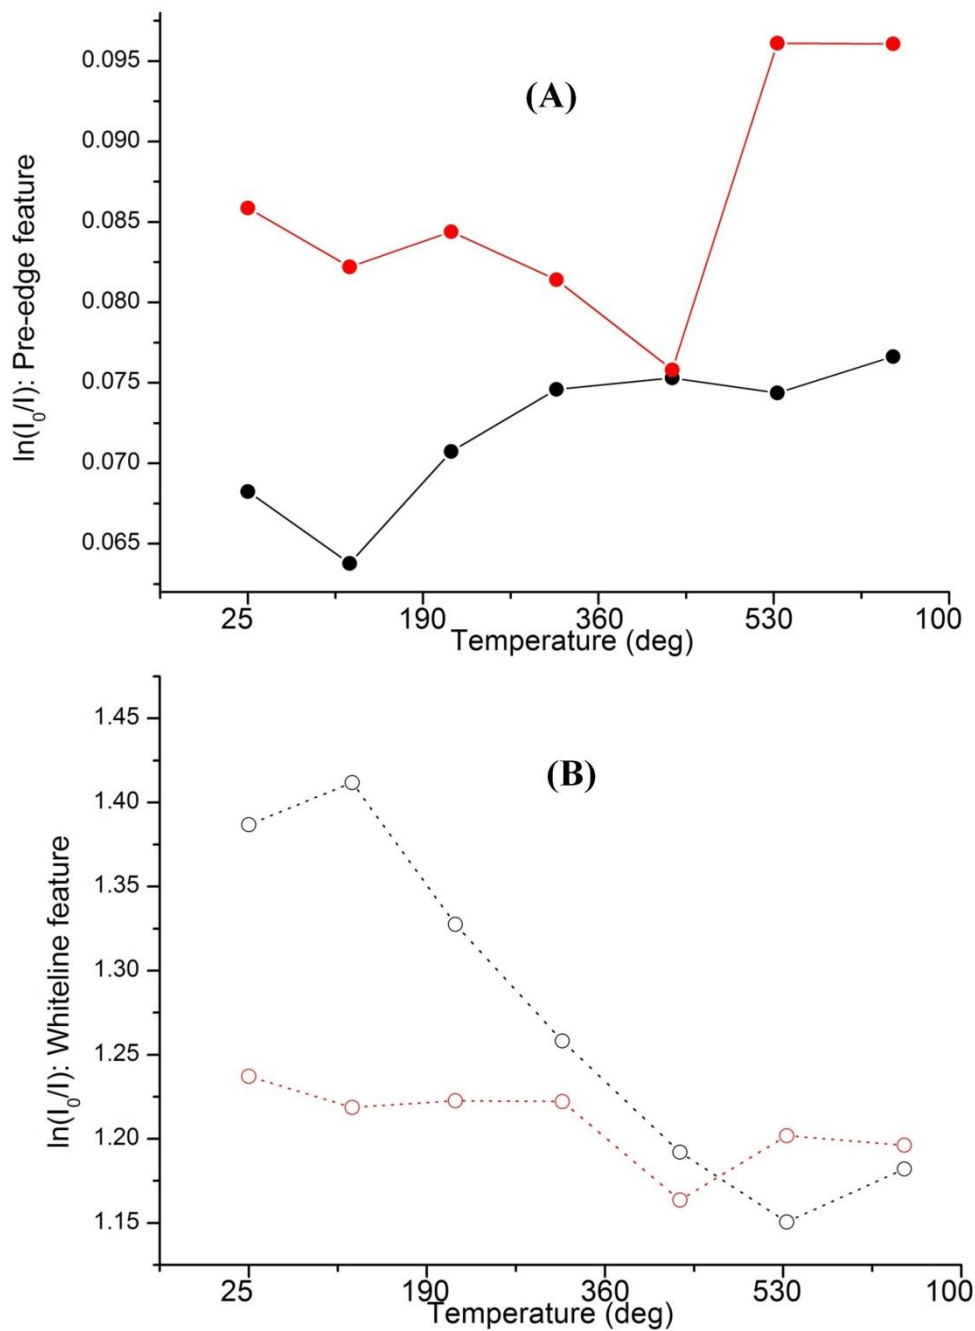 (A)
ln(I₀/I): Pre-edge feature
0.095
0.090
0.085
0.080
0.075
0.070
0.065
25 190 360 530 100
Temperature (deg)
(B)
ln(I₀/I): Whiteline feature
1.45
1.40
1.35
1.30
1.25
1.20
1.15
25 190 360 530 100
Temperature (deg)